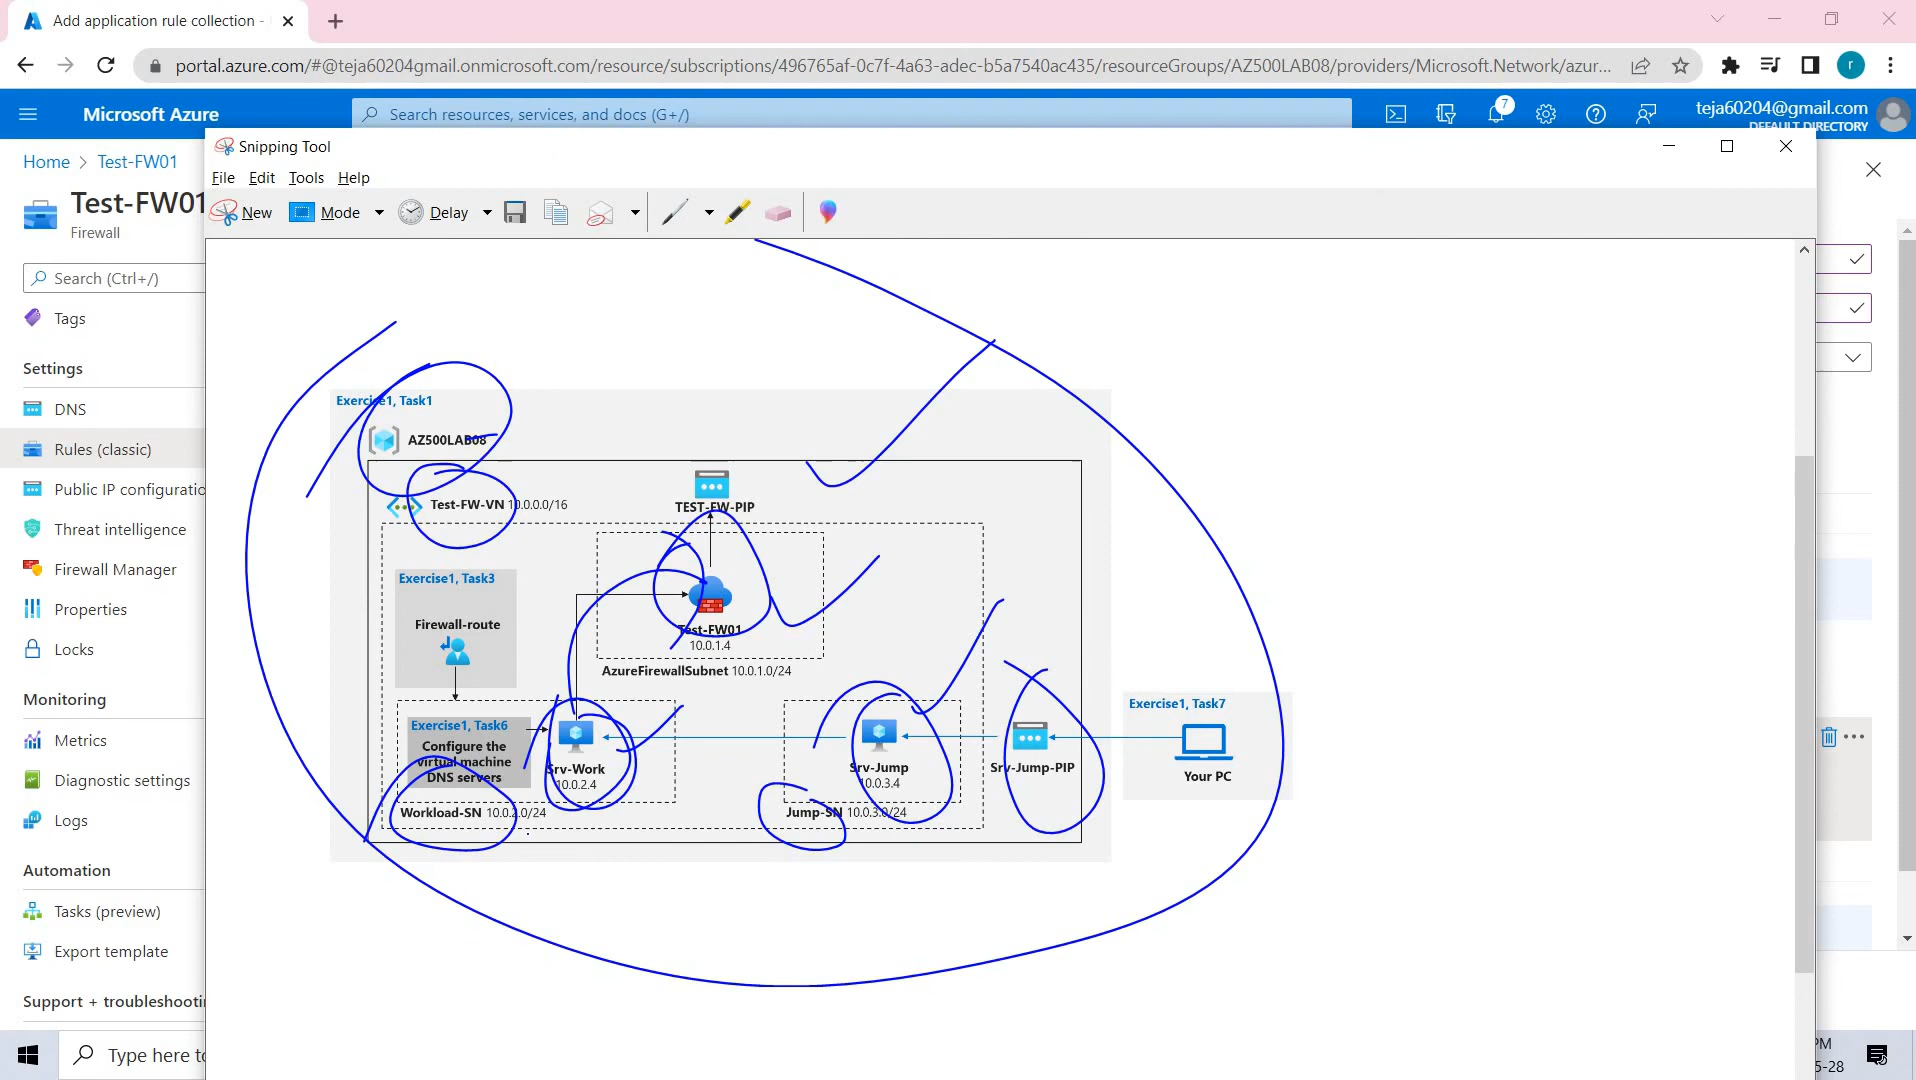 Add application rule collection -
portal.azure.com/#@teja60204gmail.onmicrosoft.com/resource/subscriptions/496765af-0c7f-4a63-adec-b5a7540ac435/resourceGroups/AZ500LAB08/providers/Microsoft.Network/azur...
r
Microsoft Azure
Search resources, services, and docs (G+/)
7
teja60204@gmail.com
DEFAULT DIRECTORY
Home > Test-FW01
Test-FW01
Firewall
Search (Ctrl+/)
Tags
Settings
DNS
Rules (classic)
Public IP configuratio
Threat intelligence
Firewall Manager
Properties
Locks
Monitoring
Metrics
Diagnostic settings
Logs
Automation
Tasks (preview)
Export template
Support + troubleshooti
Snipping Tool
File Edit Tools Help
New Mode Delay
Exercise1, Task1
AZ500LAB08
Test-FW-VN 10.0.0.0/16
TEST-FW-PIP
Exercise1, Task3
Firewall-route
Test-FW01
10.0.1.4
AzureFirewallSubnet 10.0.1.0/24
Exercise1, Task6
Configure the
virtual machine
DNS servers
Srv-Work
10.0.2.4
Workload-SN 10.0.2.0/24
Srv-Jump
10.0.3.4
Jump-SN 10.0.3.0/24
Srv-Jump-PIP
Exercise1, Task7
Your PC
Type here to
PM
5-28